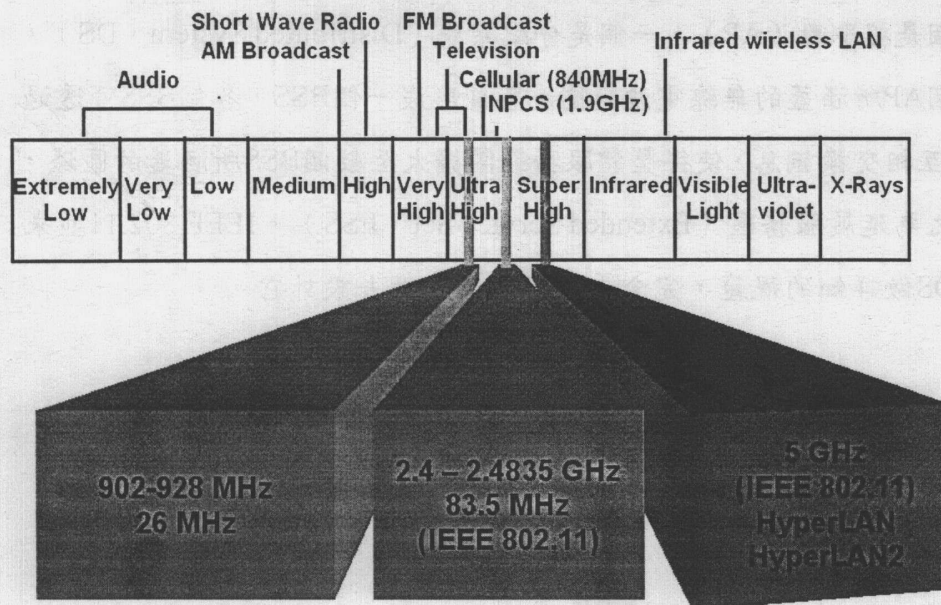 Short Wave Radio
FM Broadcast
AM Broadcast
Television
Infrared wireless LAN
Audio
Cellular (840MHz)
NPCS (1.9GHz)
Extremely Low
Very Low
Low
Medium
High
Very High
Ultra High
Super High
Infrared
Visible Light
Ultra-violet
X-Rays
902-928 MHz
26 MHz
2.4 – 2.4835 GHz
83.5 MHz
(IEEE 802.11)
5 GHz
(IEEE 802.11)
HyperLAN
HyperLAN2